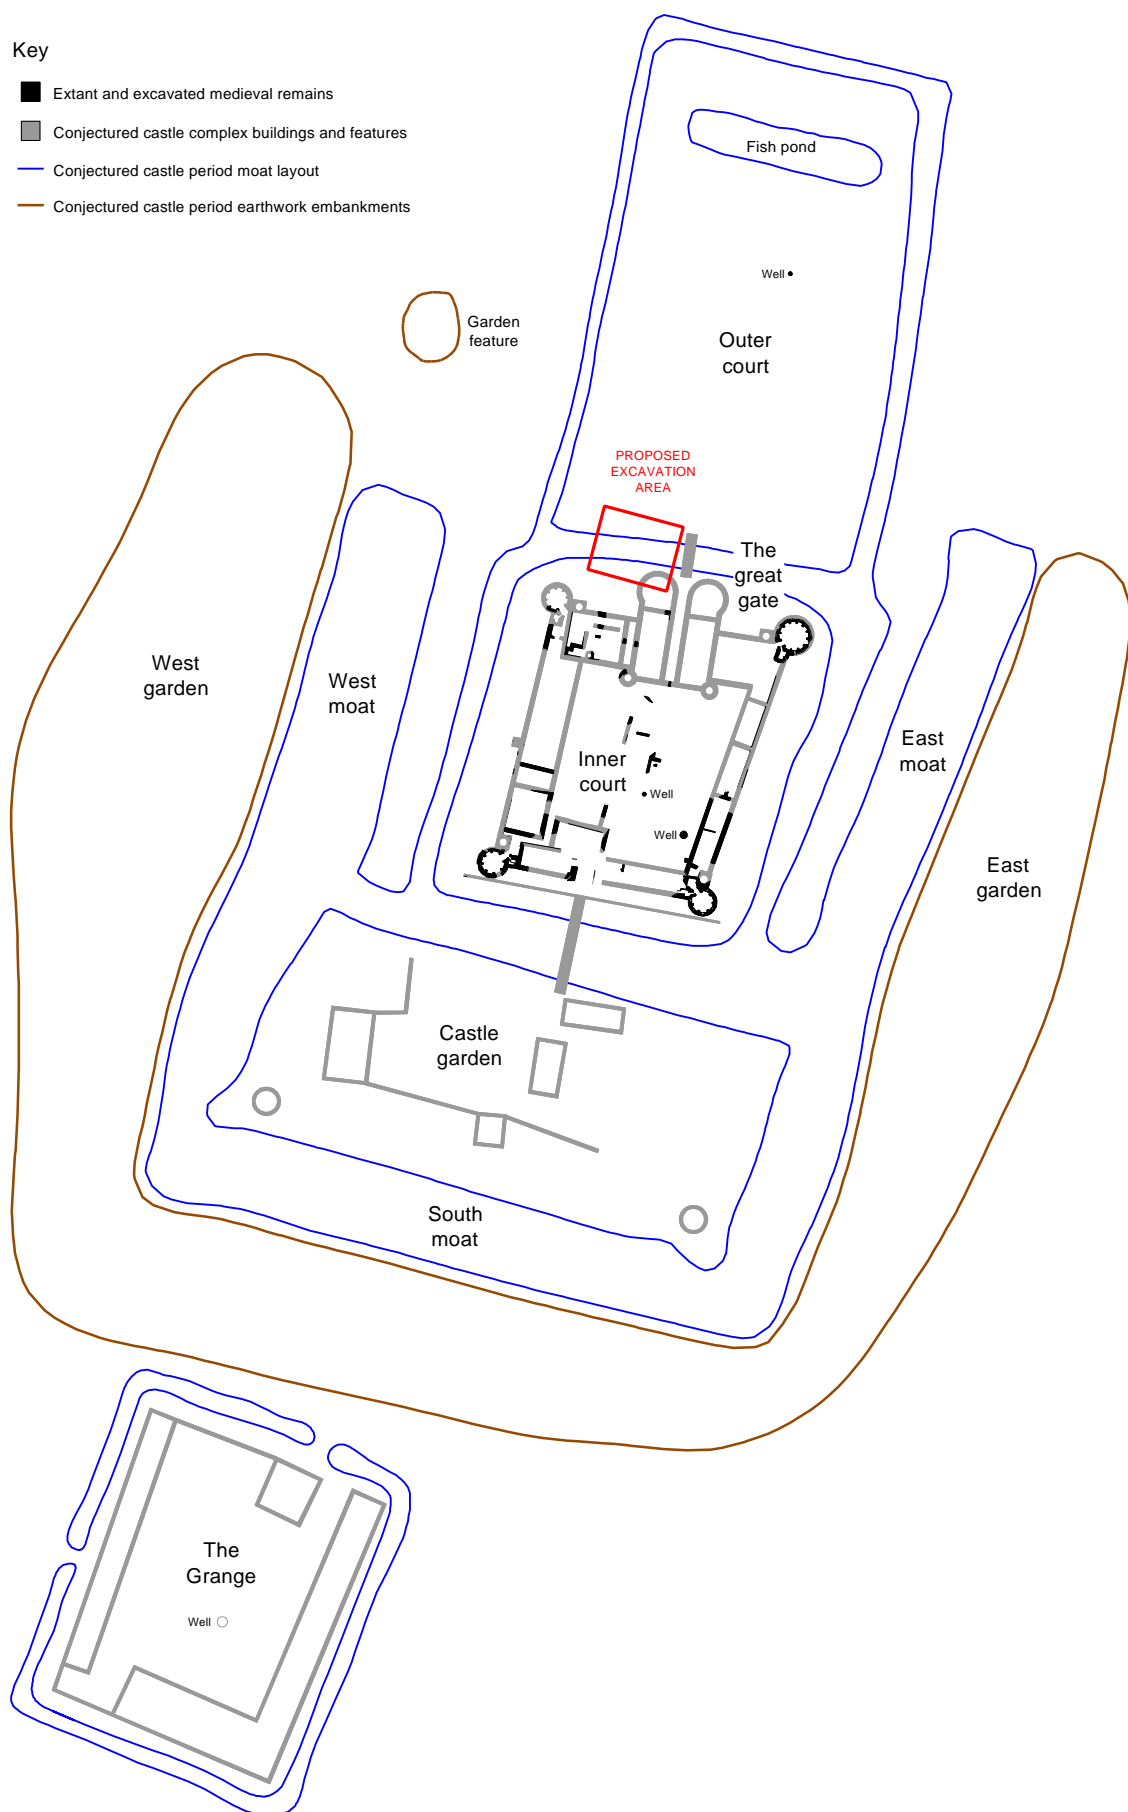 Key
Extant and excavated medieval remains
Conjectured castle complex buildings and features
Conjectured castle period moat layout
Conjectured castle period earthwork embankments
Fish pond
Well
Garden
feature
Outer
court
PROPOSED
EXCAVATION
AREA
The
great
gate
West
garden
West
moat
East
moat
Inner
court
Well
Well
East
garden
Castle
garden
South
moat
The
Grange
Well